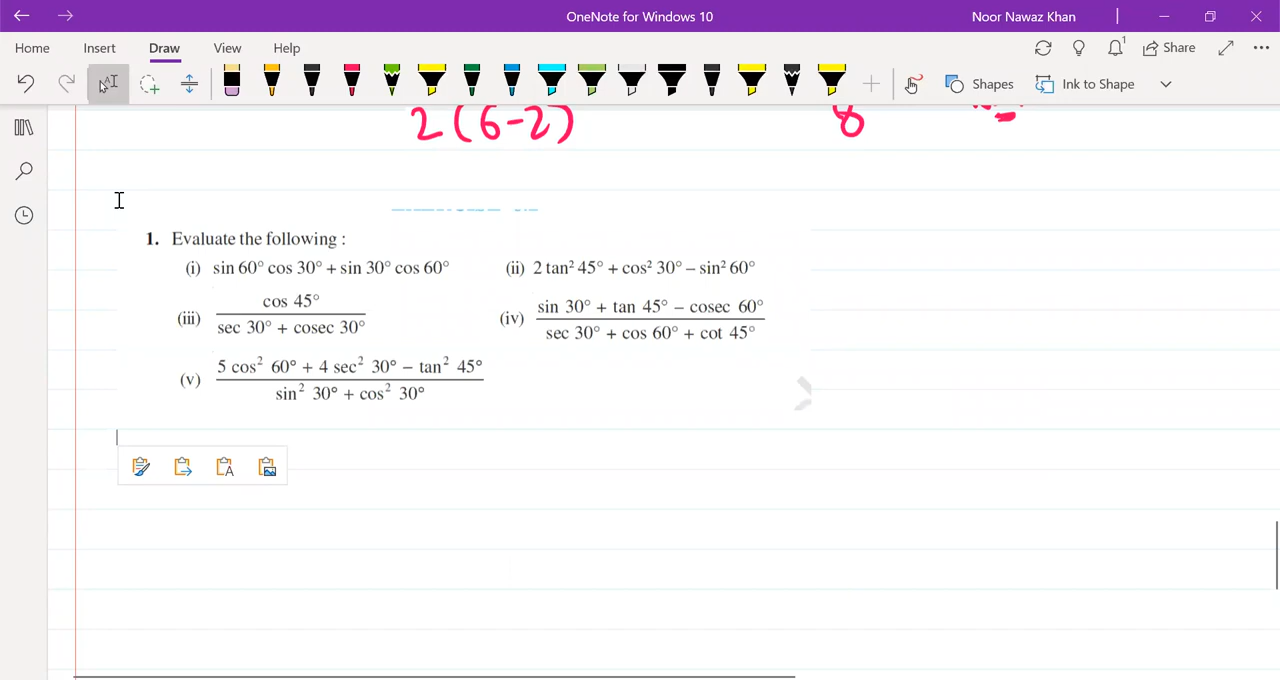 OneNote for Windows 10
Noor Nawaz Khan
Home Insert Draw View Help
1 Share
Shapes Ink to Shape
A
2(6-2) 8
1. Evaluate the following :
(i) sin 60° cos 30° + sin 30° cos 60° (ii) 2 tan² 45° + cos² 30° – sin² 60°
(iii) cos 45° / sec 30° + cosec 30° (iv) sin 30° + tan 45° – cosec 60° / sec 30° + cos 60° + cot 45°
(v) 5 cos² 60° + 4 sec² 30° − tan² 45° / sin² 30° + cos² 30°
A